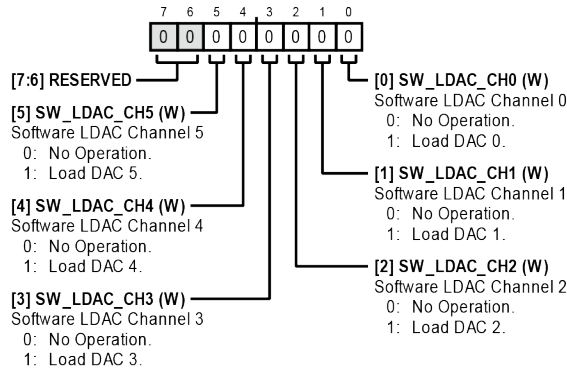 7 6 5 4 3 2 1 0
0 0 0 0 0 0 0 0
[7:6] RESERVED
[5] SW_LDAC_CH5 (W)
Software LDAC Channel 5
0: No Operation.
1: Load DAC 5.
[4] SW_LDAC_CH4 (W)
Software LDAC Channel 4
0: No Operation.
1: Load DAC 4.
[3] SW_LDAC_CH3 (W)
Software LDAC Channel 3
0: No Operation.
1: Load DAC 3.
[0] SW_LDAC_CH0 (W)
Software LDAC Channel 0
0: No Operation.
1: Load DAC 0.
[1] SW_LDAC_CH1 (W)
Software LDAC Channel 1
0: No Operation.
1: Load DAC 1.
[2] SW_LDAC_CH2 (W)
Software LDAC Channel 2
0: No Operation.
1: Load DAC 2.